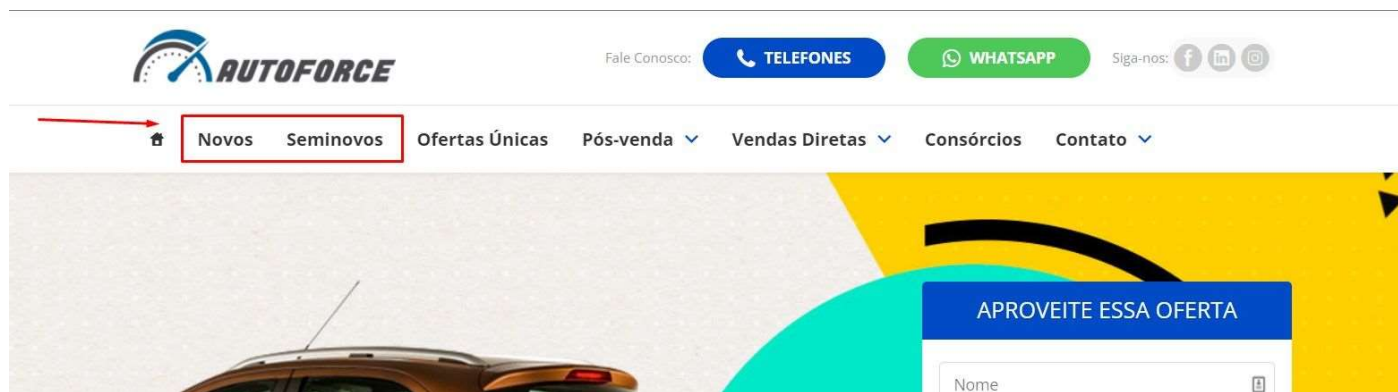 AUTOFORCE
Fale Conosco: TELEFONES WHATSAPP Siga-nos:
Novos Seminovos Ofertas Únicas Pós-venda Vendas Diretas Consórcios Contato
APROVEITE ESSA OFERTA
Nome